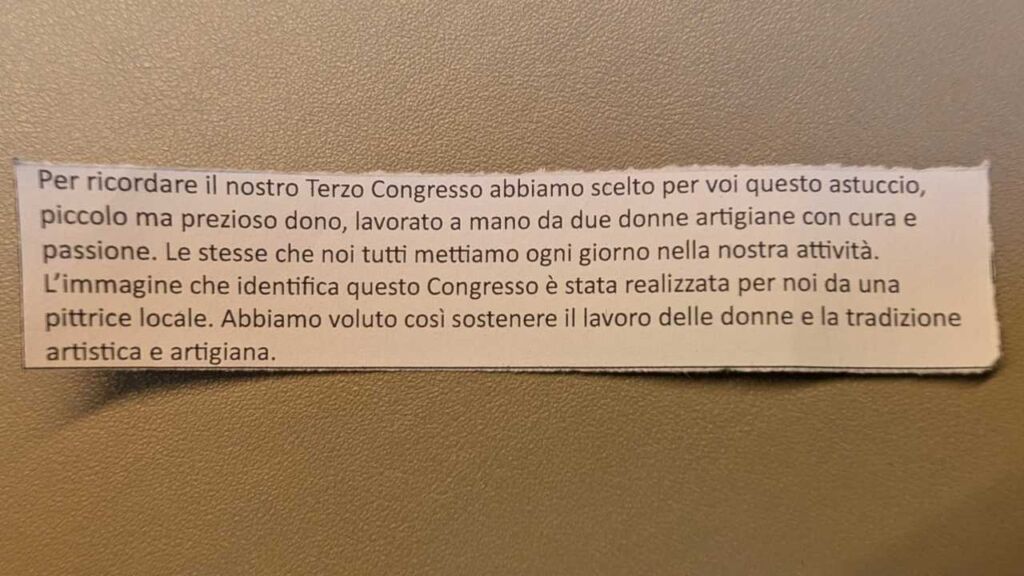 Per ricordare il nostro Terzo Congresso abbiamo scelto per voi questo astuccio,
piccolo ma prezioso dono, lavorato a mano da due donne artigiane con cura e
passione. Le stesse che noi tutti mettiamo ogni giorno nella nostra attività.
L’immagine che identifica questo Congresso è stata realizzata per noi da una
pittrice locale. Abbiamo voluto così sostenere il lavoro delle donne e la tradizione
artistica e artigiana.